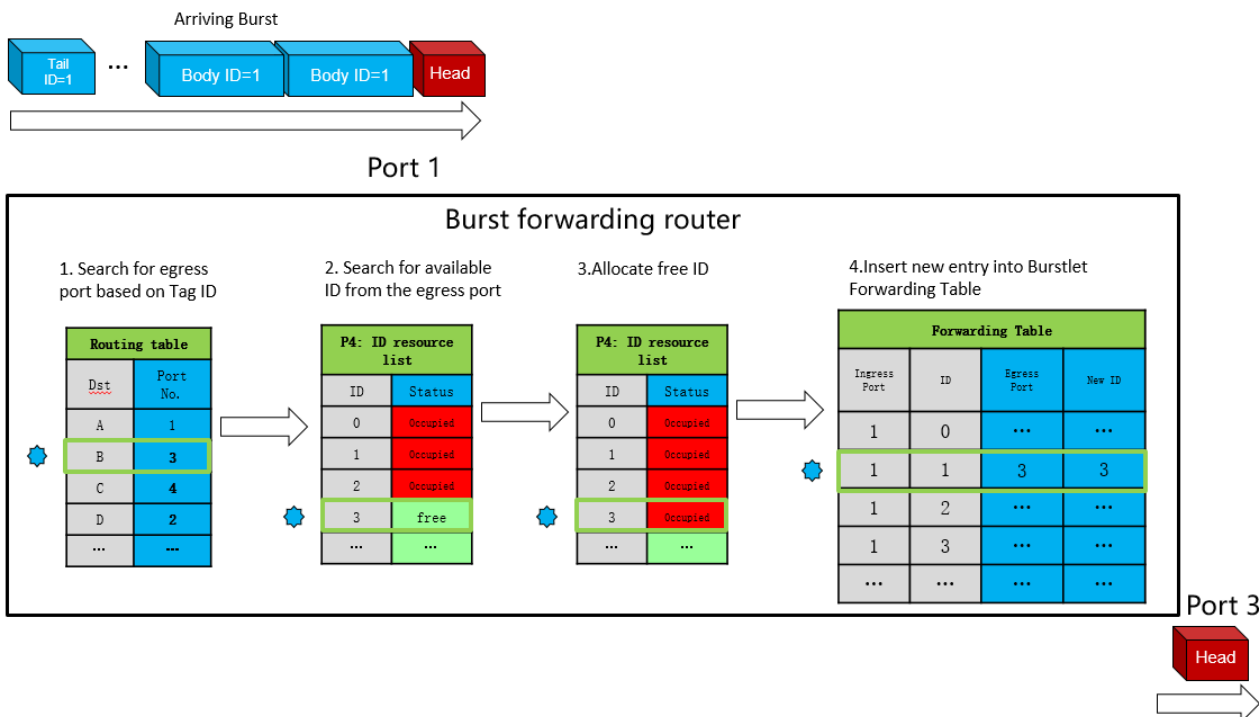 Arriving Burst
Tail
ID=1
...
Body ID=1
Body ID=1
Head
Port 1
Burst forwarding router
1. Search for egress
port based on Tag ID
Routing table
Dst
Port
No.
A
1
B
3
C
4
D
2
...
...
2. Search for available
ID from the egress port
P4: ID resource
list
ID
Status
0
Occupied
1
Occupied
2
Occupied
3
free
...
...
3.Allocate free ID
P4: ID resource
list
ID
Status
0
Occupied
1
Occupied
2
Occupied
3
Occupied
...
...
4.Insert new entry into Burstlet
Forwarding Table
Forwarding Table
Ingress
Port
ID
Egress
Port
New ID
1
0
...
...
1
1
3
3
1
2
...
...
1
3
...
...
...
...
...
...
Port 3
Head